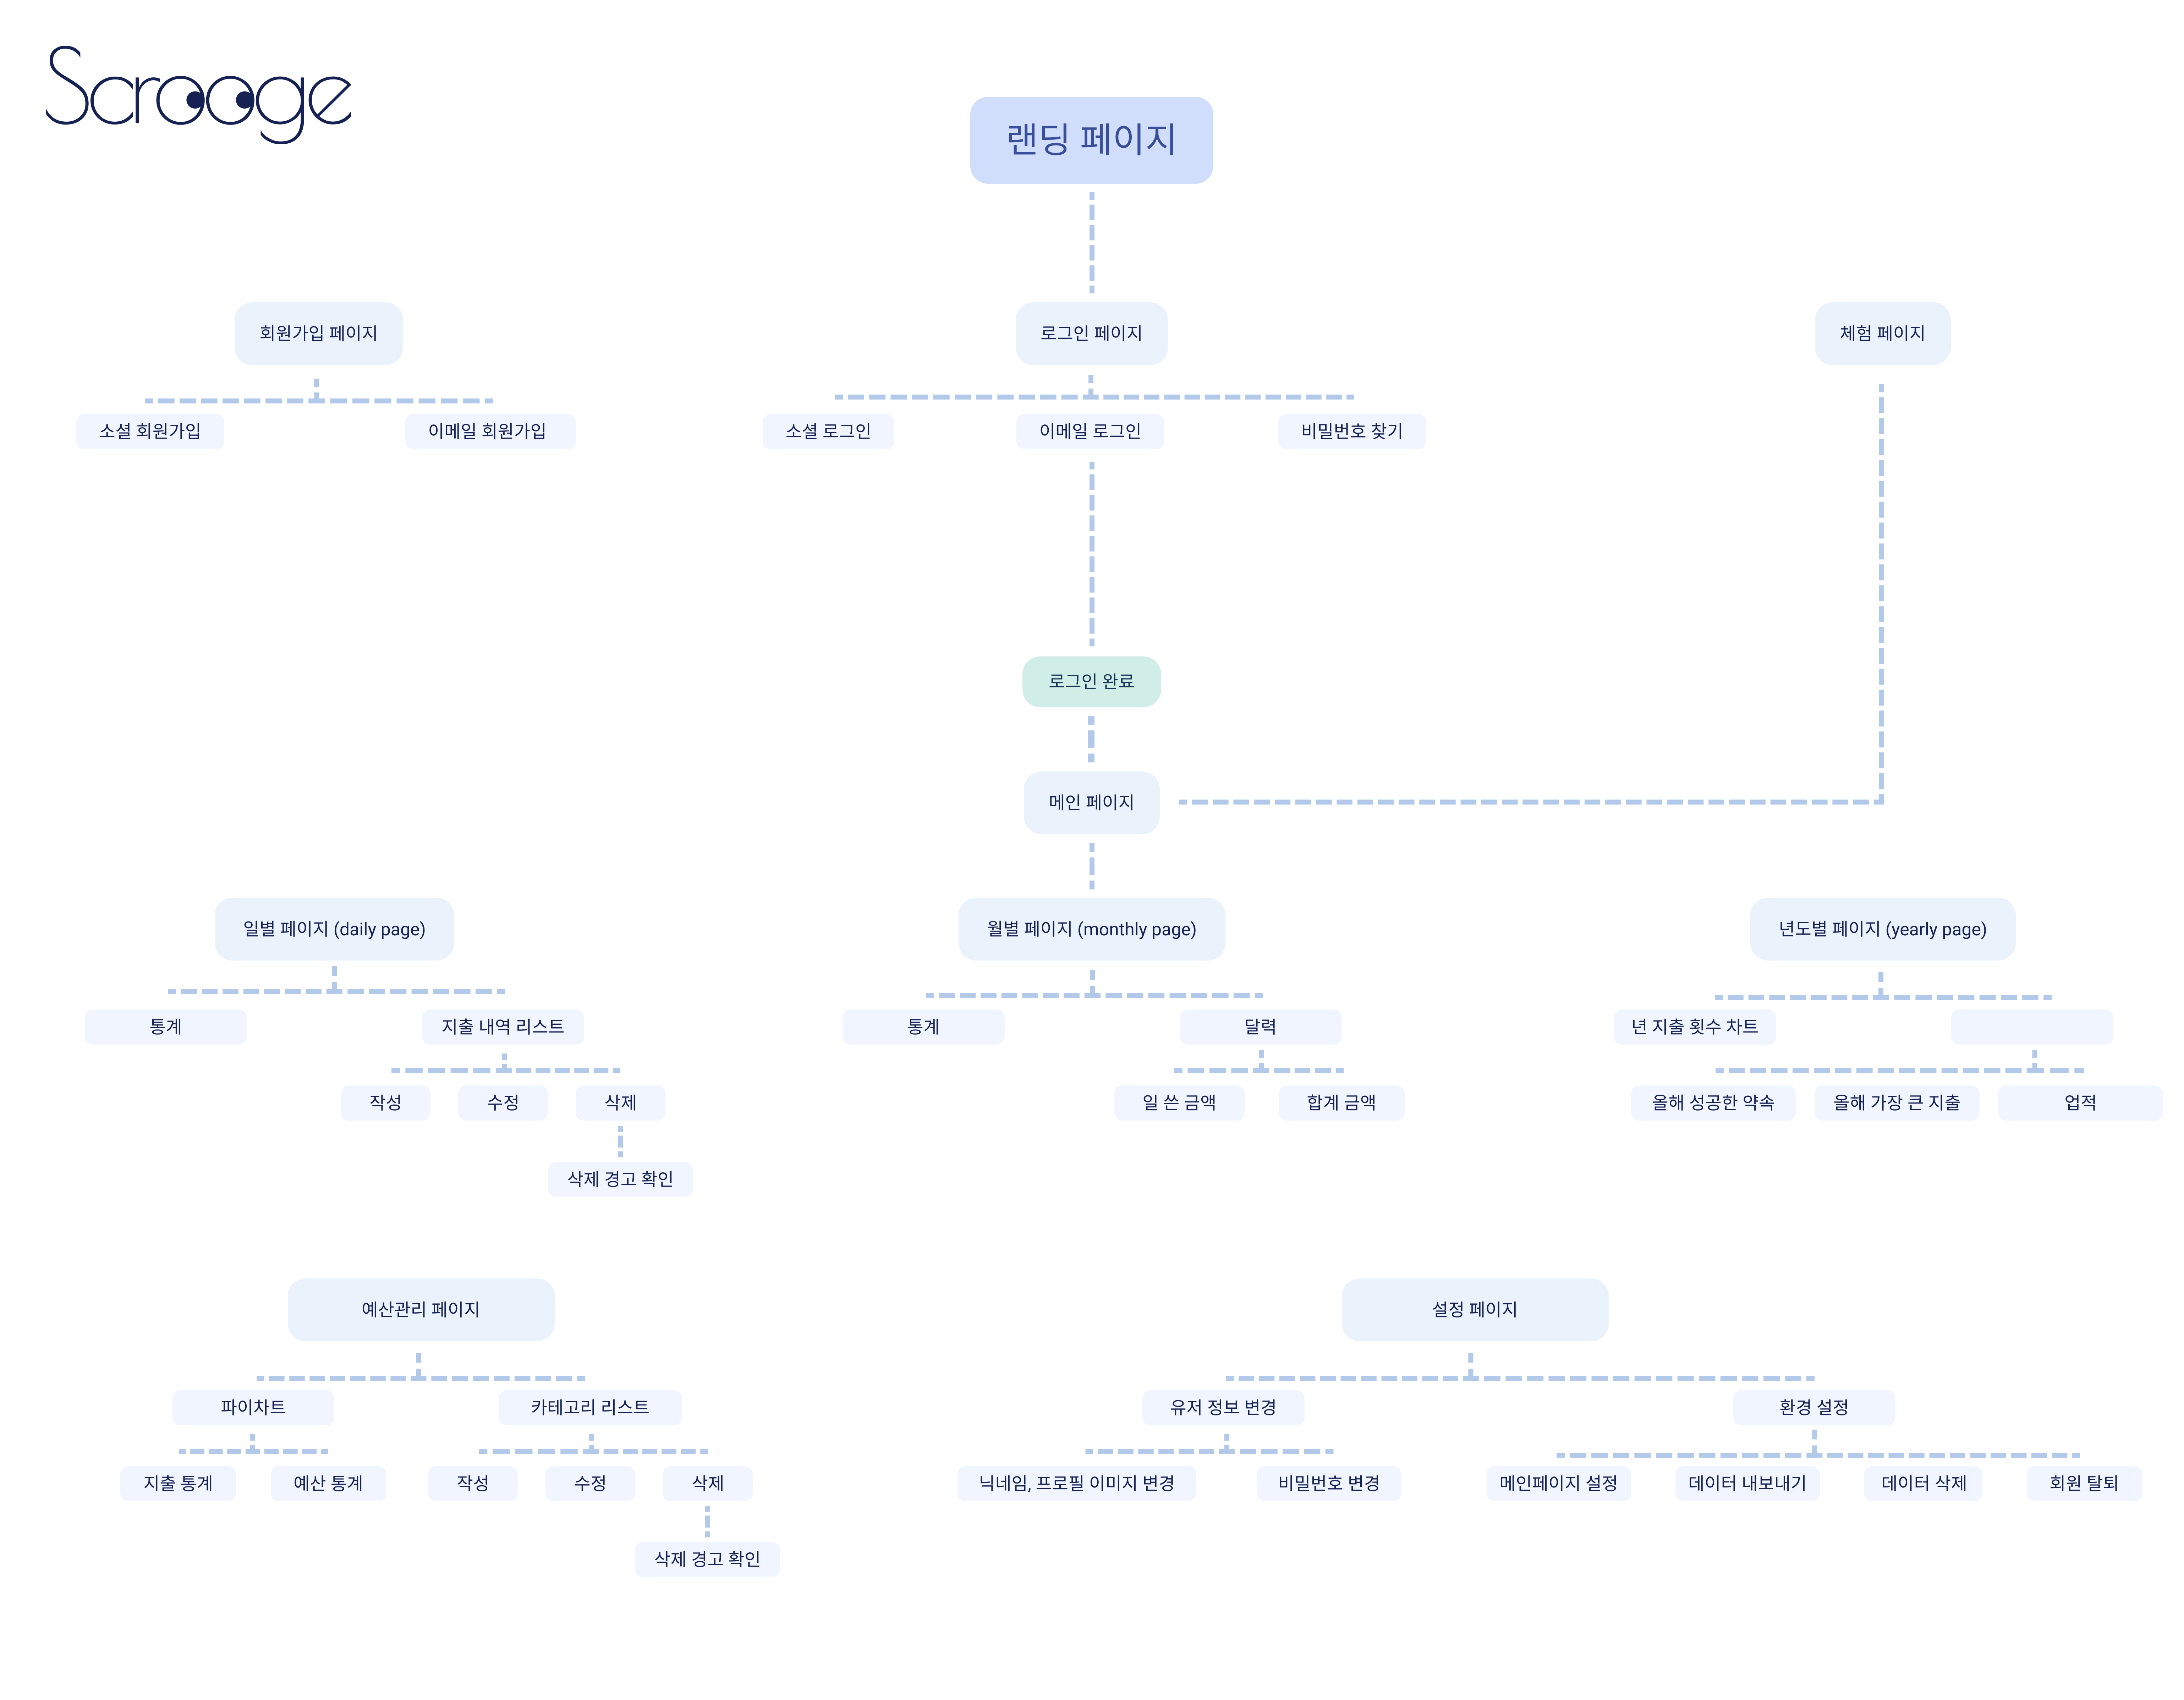 Scrooge
랜딩 페이지
회원가입 페이지
로그인 페이지
체험 페이지
소셜 회원가입
이메일 회원가입
소셜 로그인
이메일 로그인
비밀번호 찾기
로그인 완료
메인 페이지
일별 페이지 (daily page)
월별 페이지 (monthly page)
년도별 페이지 (yearly page)
통계
지출 내역 리스트
통계
달력
년 지출 횟수 차트
작성
수정
삭제
일 쓴 금액
합계 금액
올해 성공한 약속
올해 가장 큰 지출
업적
삭제 경고 확인
예산관리 페이지
설정 페이지
파이차트
카테고리 리스트
유저 정보 변경
환경 설정
지출 통계
예산 통계
작성
수정
삭제
닉네임, 프로필 이미지 변경
비밀번호 변경
메인페이지 설정
데이터 내보내기
데이터 삭제
회원 탈퇴
삭제 경고 확인